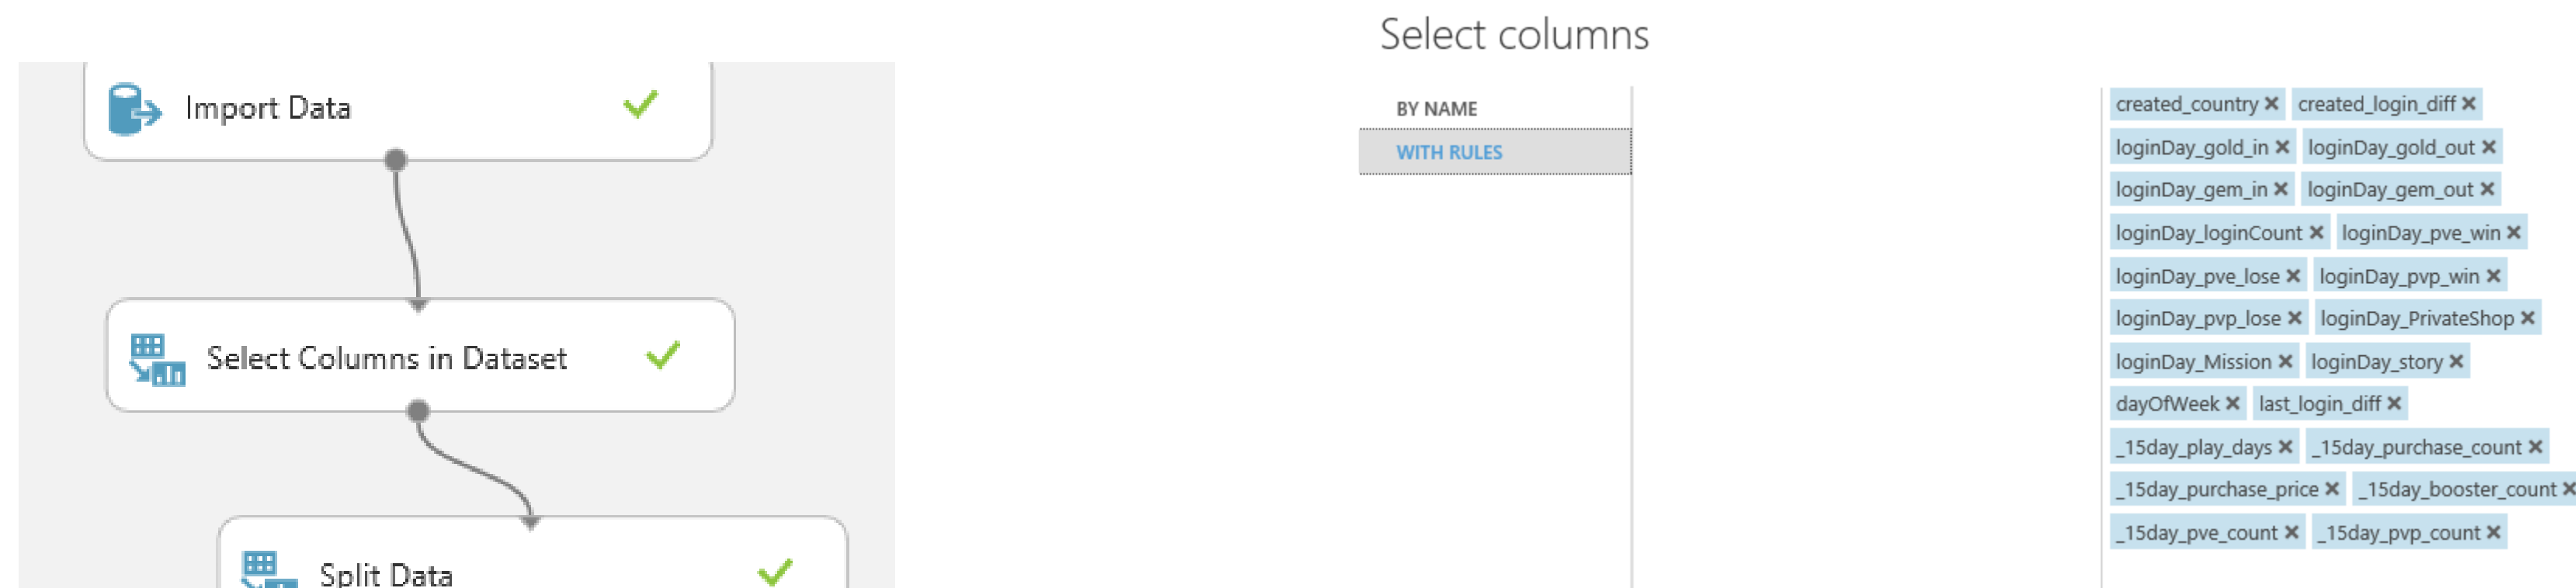 Import Data
Select Columns in Dataset
Split Data
Select columns
BY NAME
WITH RULES
created_country × created_login_diff ×
loginDay_gold_in × loginDay_gold_out ×
loginDay_gem_in × loginDay_gem_out ×
loginDay_loginCount × loginDay_pve_win ×
loginDay_pve_lose × loginDay_pvp_win ×
loginDay_pvp_lose × loginDay_PrivateShop ×
loginDay_Mission × loginDay_story ×
dayOfWeek × last_login_diff ×
_15day_play_days × _15day_purchase_count ×
_15day_purchase_price × _15day_booster_count ×
_15day_pve_count × _15day_pvp_count ×